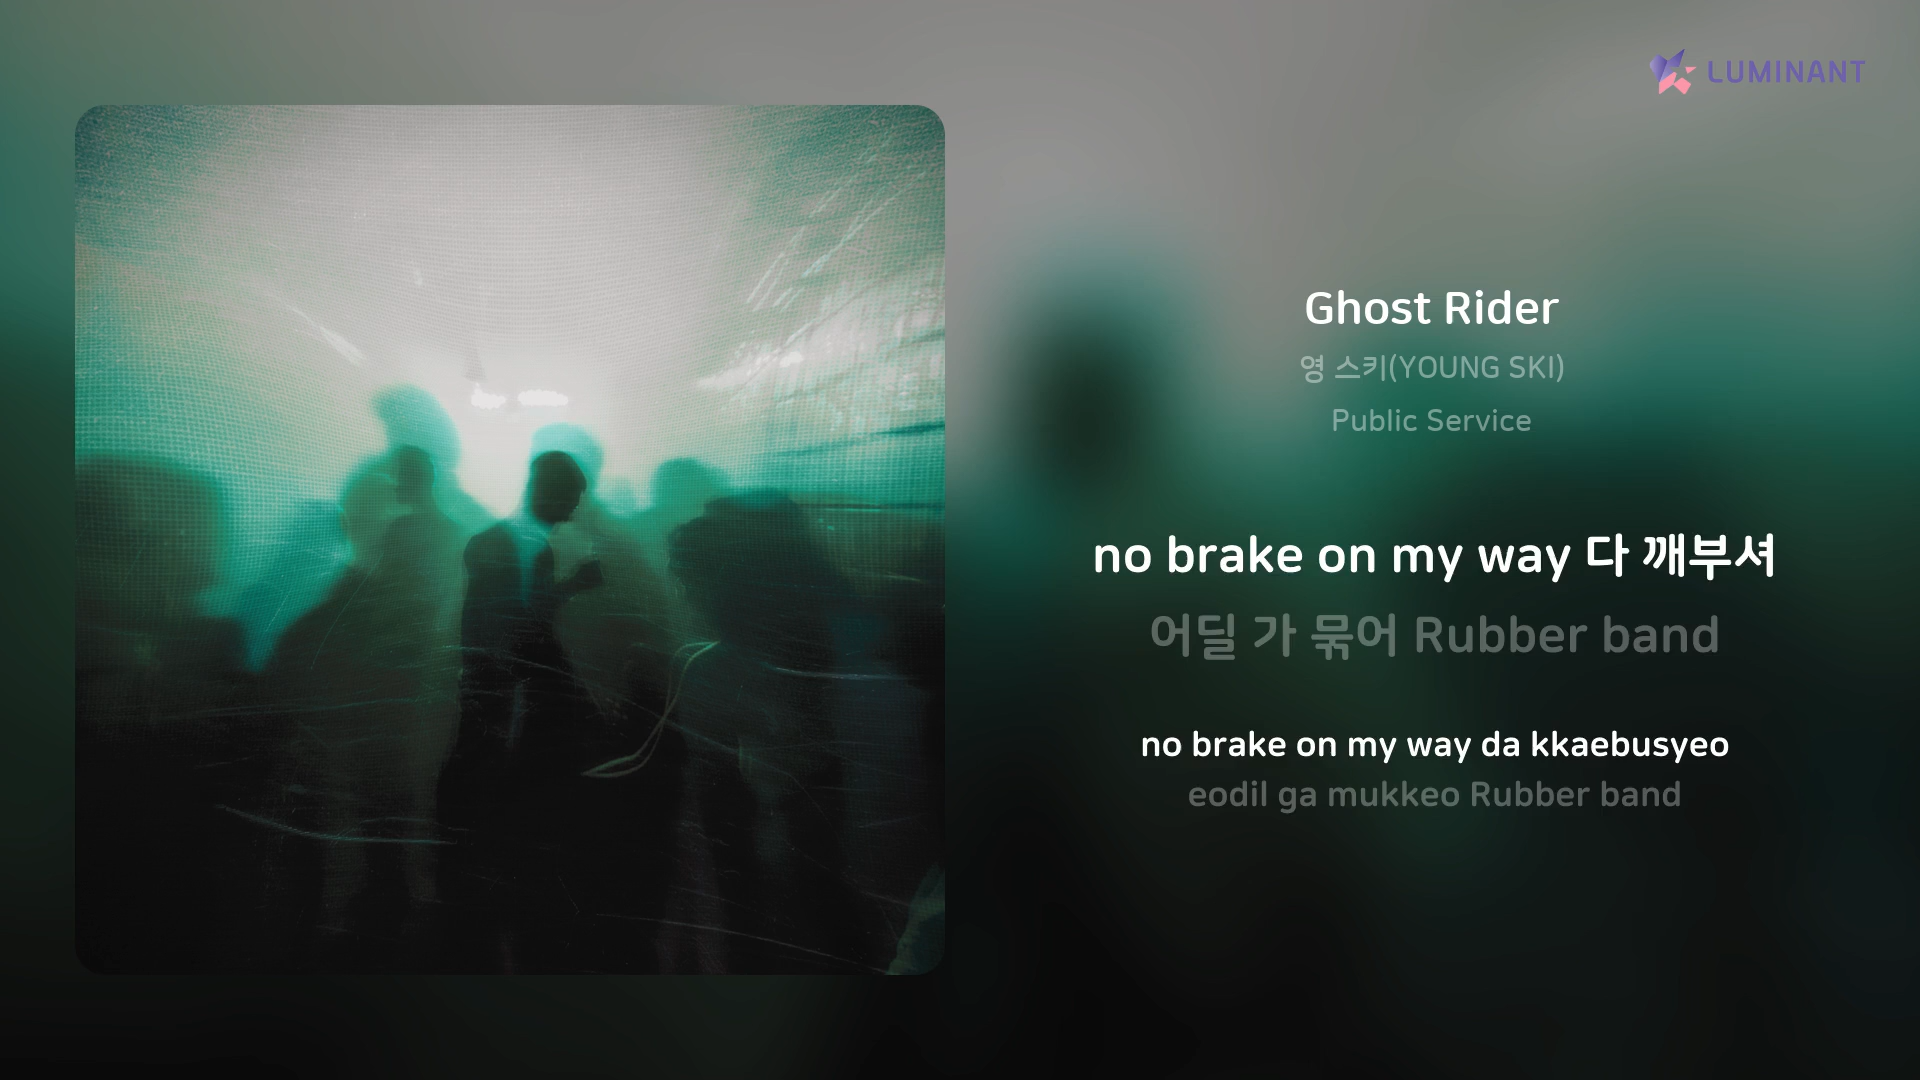 LUMINANT
Ghost Rider
영 스키(YOUNG SKI)
Public Service
no brake on my way 다 깨부셔
어딜 가 묶어 Rubber band
no brake on my way da kkaebusyeo
eodil ga mukkeo Rubber band